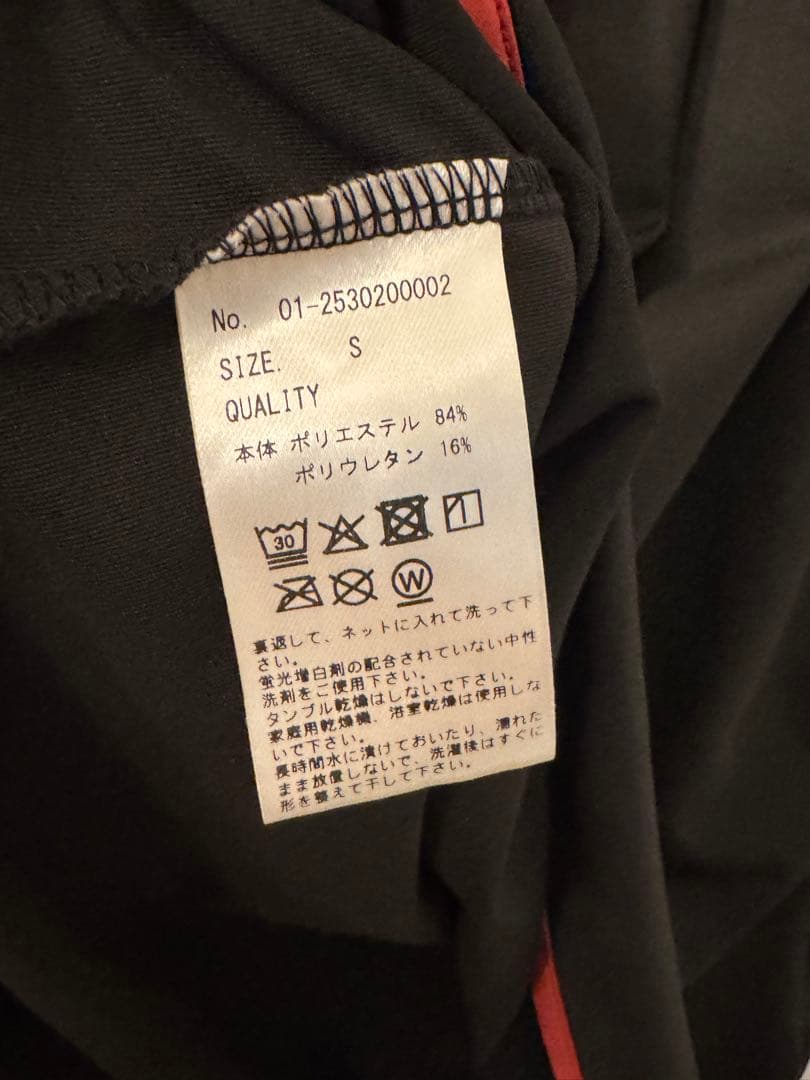 No. 01-2530200002
SIZE. S
QUALITY
本体 ポリエステル 84%
ポリウレタン 16%
30
W
裏返して、ネットに入れて洗って下
さい。
蛍光増白剤の配合されていない中性
洗剤をご使用下さい。
タンブル乾燥はしないで下さい。
家庭用乾燥機、浴室乾燥は使用しな
いで下さい。
長時間水に漬けておいたり、濡れた
まま放置しないで、洗濯後はすぐに
形を整えて干して下さい。